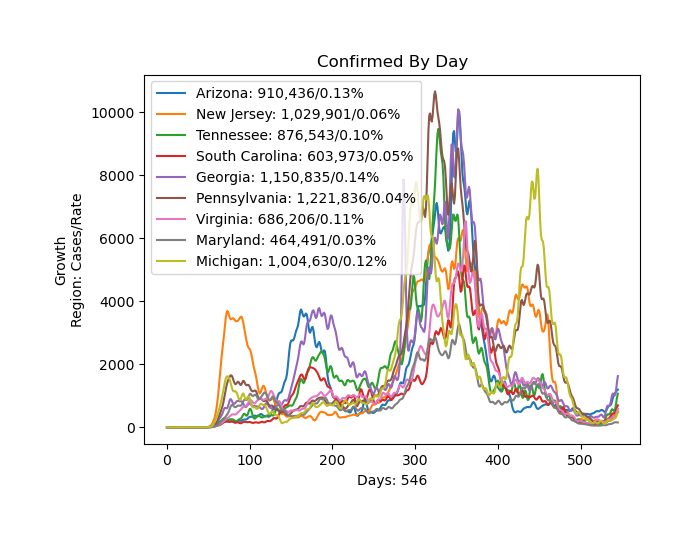 Confirmed By Day
Arizona: 910,436/0.13%
New Jersey: 1,029,901/0.06%
Tennessee: 876,543/0.10%
South Carolina: 603,973/0.05%
Georgia: 1,150,835/0.14%
Pennsylvania: 1,221,836/0.04%
Virginia: 686,206/0.11%
Maryland: 464,491/0.03%
Michigan: 1,004,630/0.12%
Growth
Region: Cases/Rate
10000
8000
6000
4000
2000
0
0 100 200 300 400 500
Days: 546